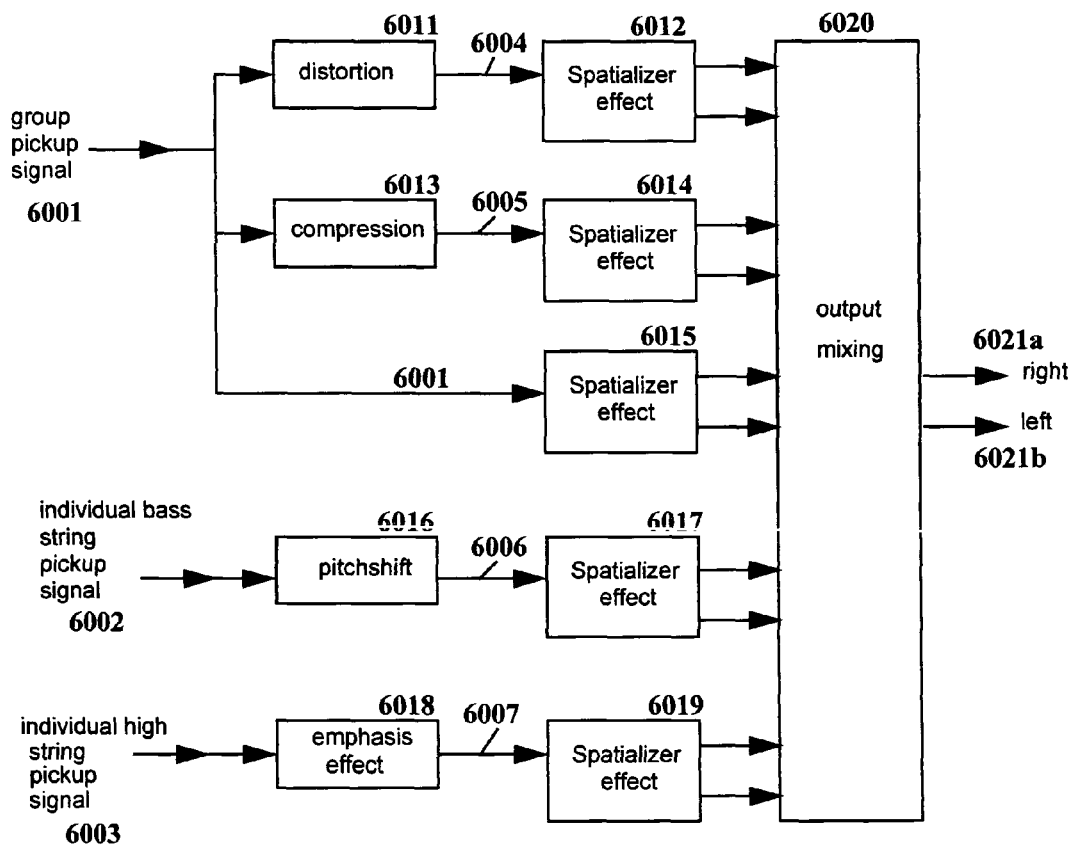 6011
6004
6012
6020
distortion
Spatializer
effect
group
pickup
signal
6001
6013
6005
6014
compression
Spatializer
effect
output
mixing
6015
6001
Spatializer
effect
6021a
right
left
6021b
individual bass
string
pickup
signal
6002
6016
6006
6017
pitchshift
Spatializer
effect
individual high
string
pickup
signal
6003
6018
6007
6019
emphasis
effect
Spatializer
effect